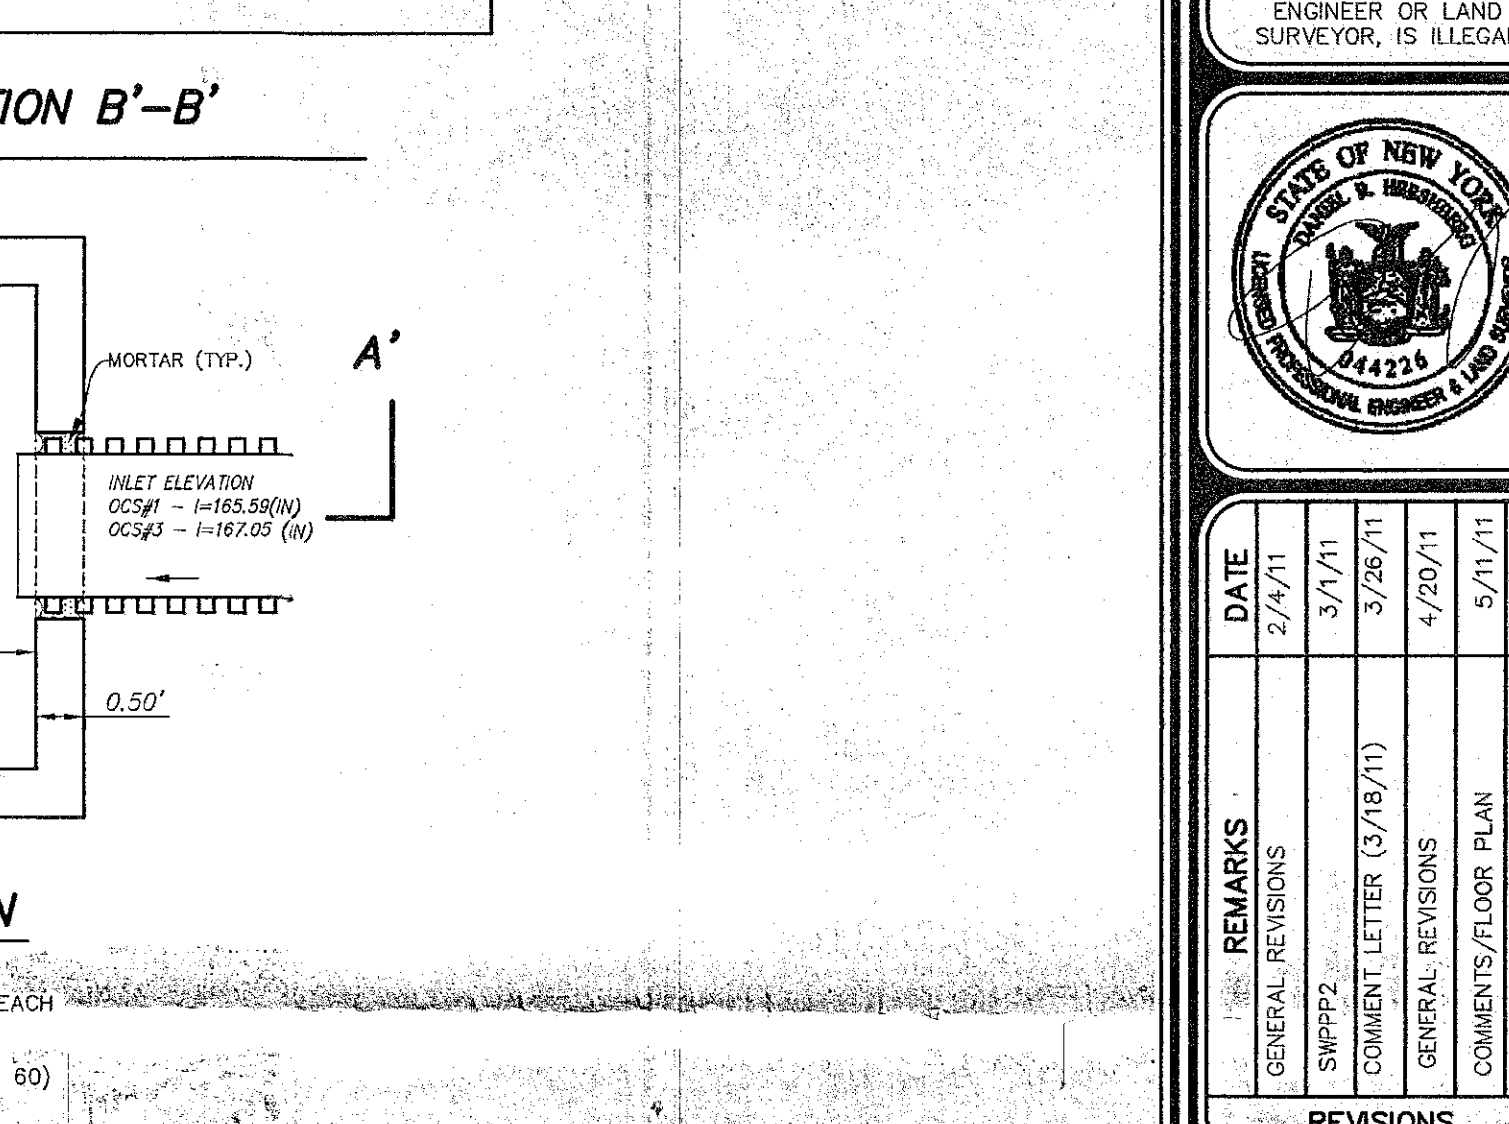 TION B'-B'
MORTAR (TYP.)
A'
INLET ELEVATION
OCS#1 - I=165.59(IN)
OCS#3 - I=167.05 (IN)
0.50'
N
EACH
60)
ENGINEER OR LAND
SURVEYOR, IS ILLEGAL
STATE OF NEW YORK
DANIEL R. HERSHBERG
044226
LICENSED PROFESSIONAL ENGINEER & LAND SURVEYOR
REMARKS DATE
GENERAL REVISIONS 2/4/11
SWPPP2 3/1/11
COMMENT LETTER (3/18/11) 3/26/11
GENERAL REVISIONS 4/20/11
COMMENTS/FLOOR PLAN 5/11/11
REVISIONS